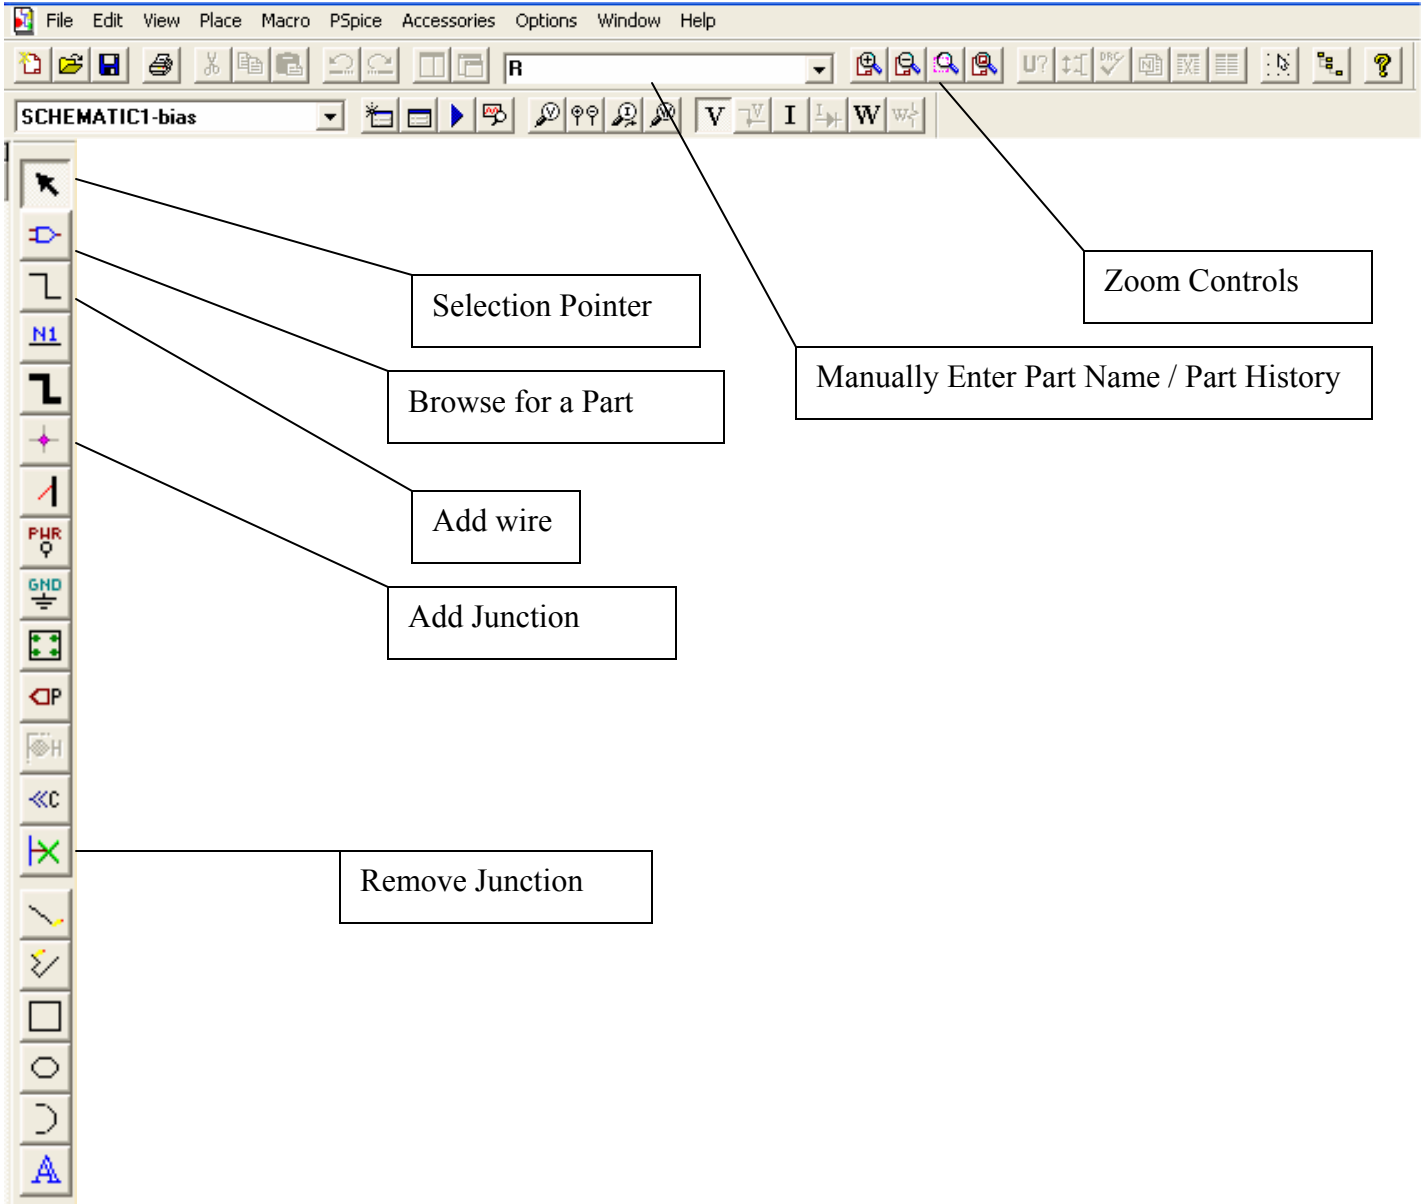 File Edit View Place Macro PSpice Accessories Options Window Help
R U? DRC ?
SCHEMATIC1-bias V I V V I I W W
N1
PWR
GND
P
H
C
A
Selection Pointer
Zoom Controls
Manually Enter Part Name / Part History
Browse for a Part
Add wire
Add Junction
Remove Junction